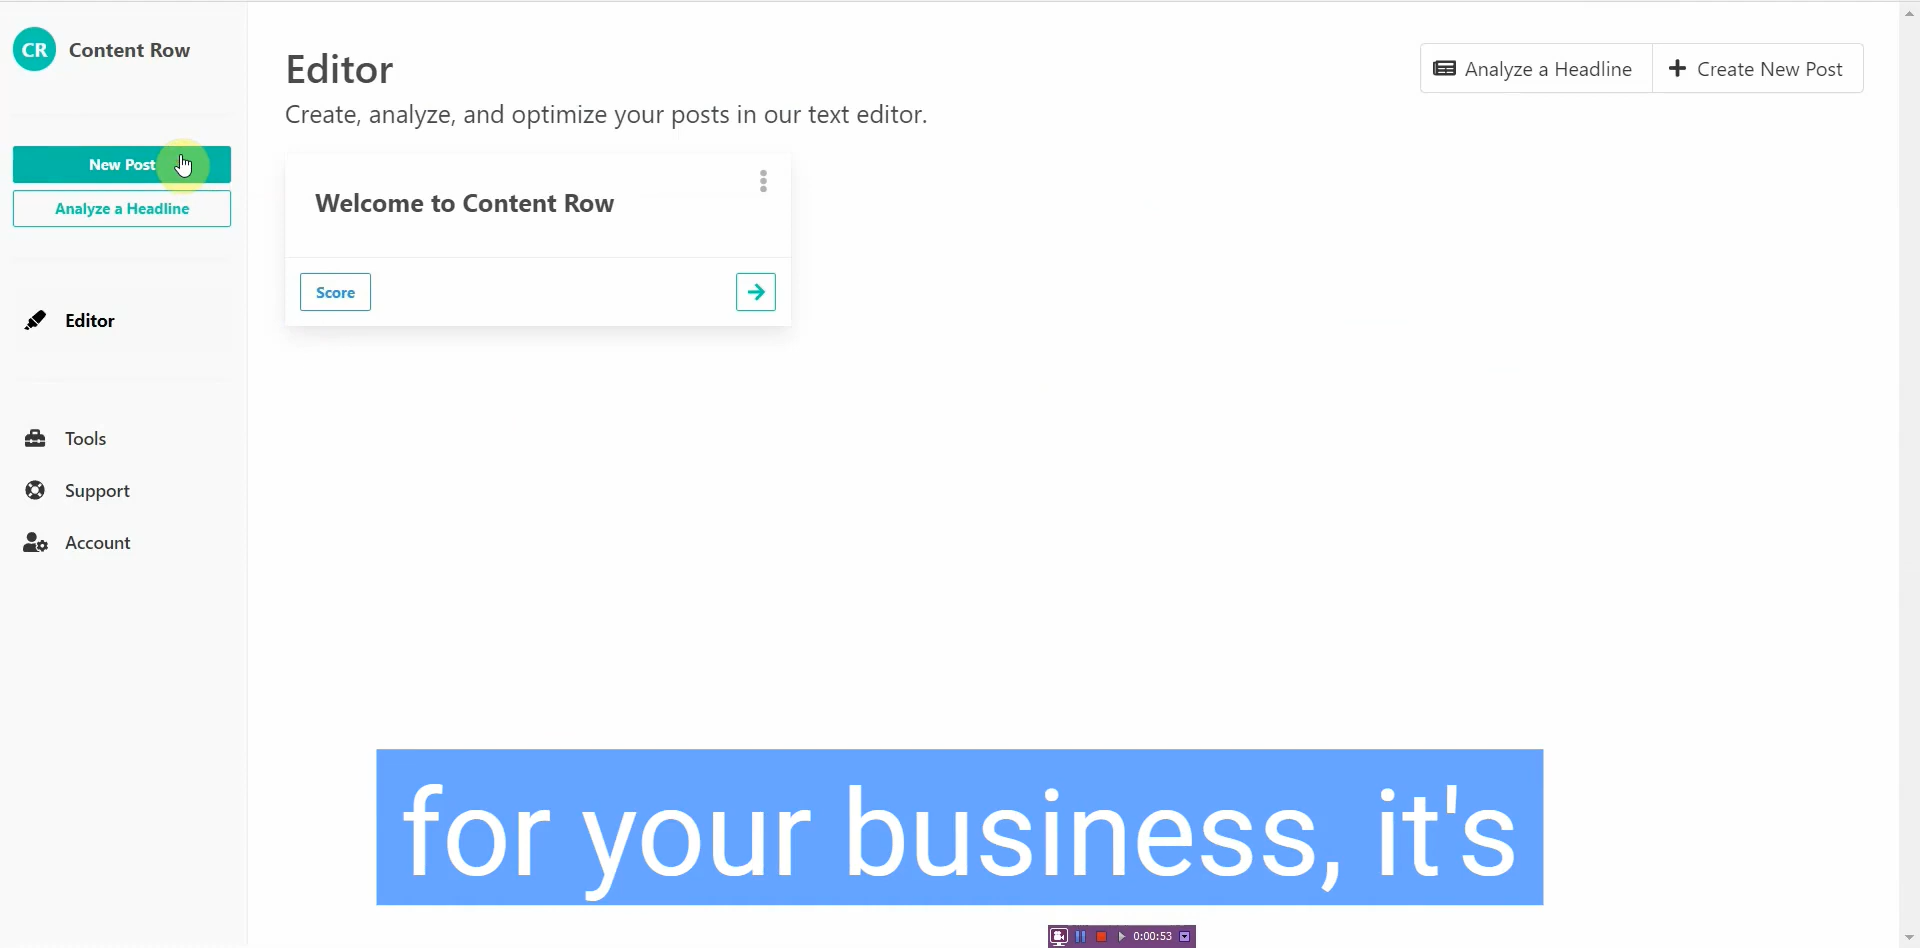 CR Content Row
New Post
Analyze a Headline
Editor
Tools
Support
Account
Editor
Create, analyze, and optimize your posts in our text editor.
Analyze a Headline
Create New Post
Welcome to Content Row
Score
for your business, it's
0:00:53